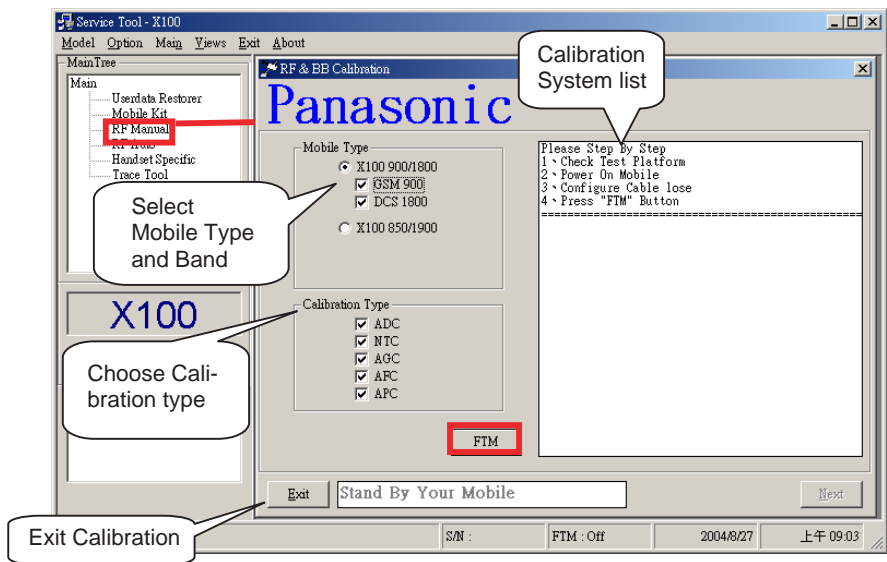 Service Tool - X100
Model Option Main Views Exit About
MainTree
Main
Userdata Restorer
Mobile Kit
RF Manual
RF Auto
Handset Specific
Trace Tool
X100
RF & BB Calibration
Panasonic
Mobile Type
X100 900/1800
GSM 900
DCS 1800
X100 850/1900
Calibration Type
ADC
NTC
AGC
AFC
APC
FTM
Please Step By Step
1、Check Test Platform
2、Power On Mobile
3、Configure Cable lose
4、Press "FTM" Button
==============================================
Exit
Stand By Your Mobile
Next
S/N :
FTM : Off
2004/8/27
上午 09:03
Calibration
System list
Select
Mobile Type
and Band
Choose Cali-
bration type
Exit Calibration